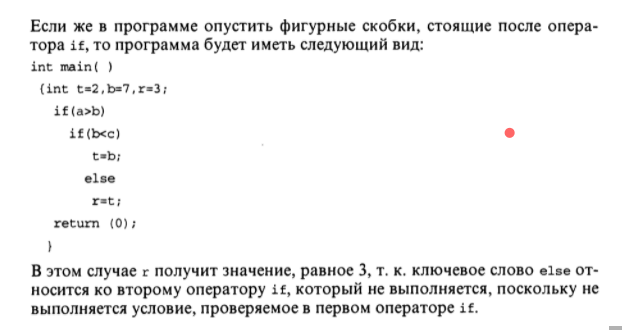 Если же в программе опустить фигурные скобки, стоящие после опера-
тора if, то программа будет иметь следующий вид:
int main( )
{int t=2,b=7,r=3;
if(a>b)
if(b<c)
t=b;
else
r=t;
return (0);
}
В этом случае r получит значение, равное 3, т. к. ключевое слово else от-
носится ко второму оператору if, который не выполняется, поскольку не
выполняется условие, проверяемое в первом операторе if.